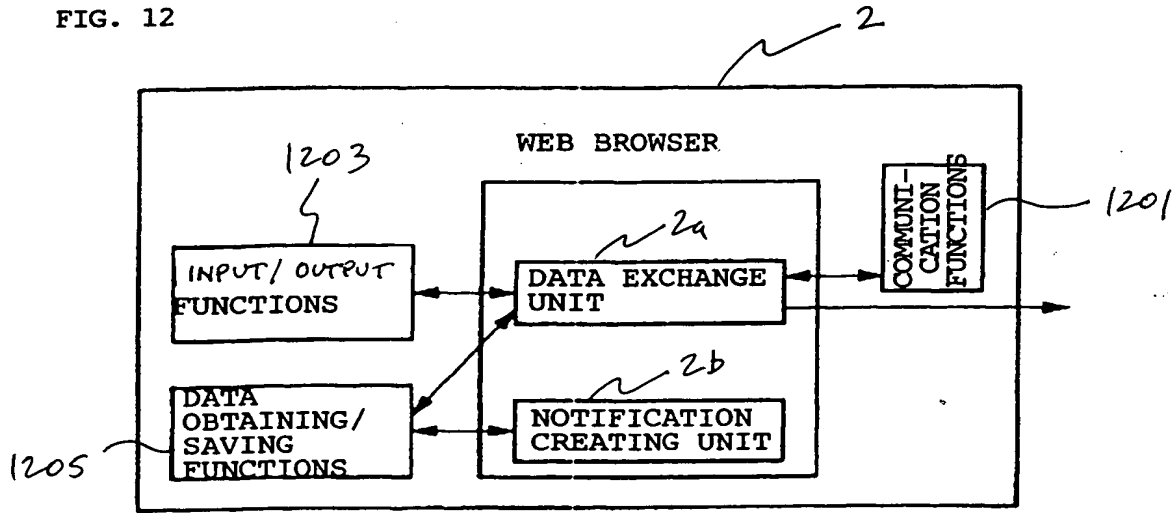 FIG. 12
2
WEB BROWSER
1203
COMMUNI-
CATION
FUNCTIONS
1201
2a
INPUT/OUTPUT
FUNCTIONS
DATA EXCHANGE
UNIT
2b
DATA
OBTAINING/
SAVING
FUNCTIONS
NOTIFICATION
CREATING UNIT
1205